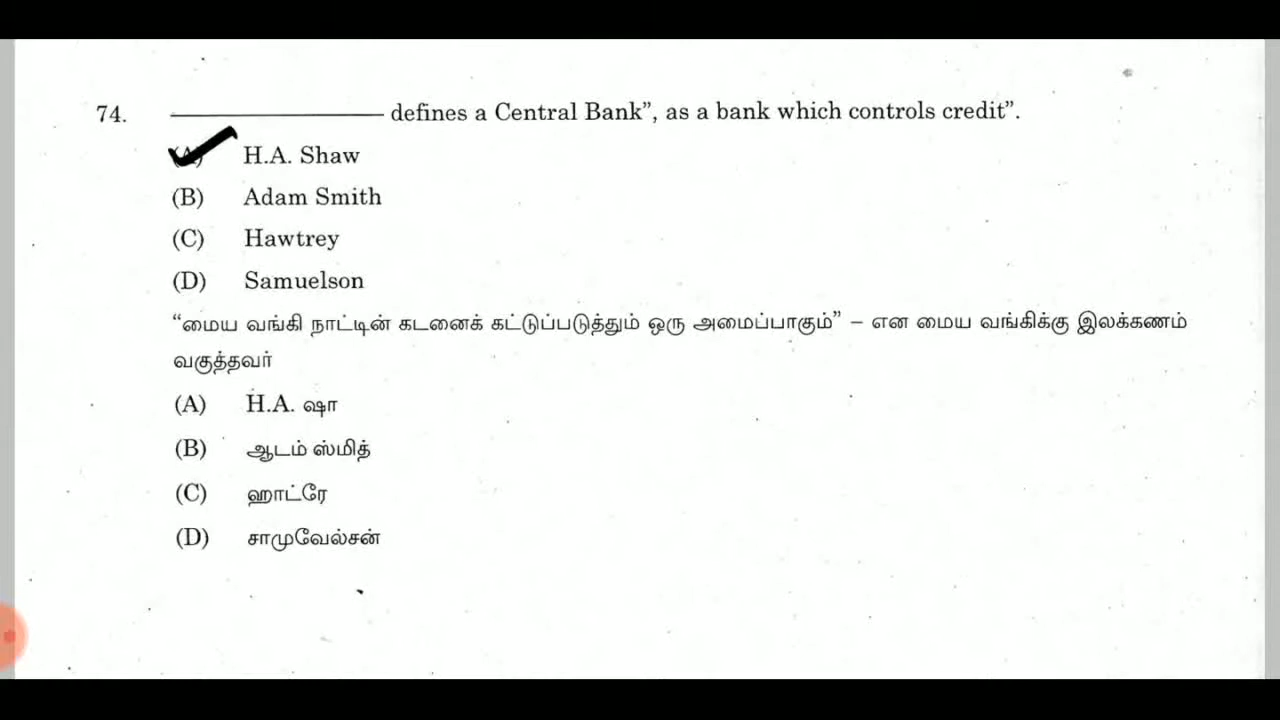 74. defines a Central Bank”, as a bank which controls credit”.
(A) H.A. Shaw
(B) Adam Smith
(C) Hawtrey
(D) Samuelson
“மைய வங்கி நாட்டின் கடனைக் கட்டுப்படுத்தும் ஒரு அமைப்பாகும்” – என மைய வங்கிக்கு இலக்கணம்
வகுத்தவர்
(A) H.A. ஷா
(B) ஆடம் ஸ்மித்
(C) ஹாட்ரே
(D) சாமுவேல்சன்